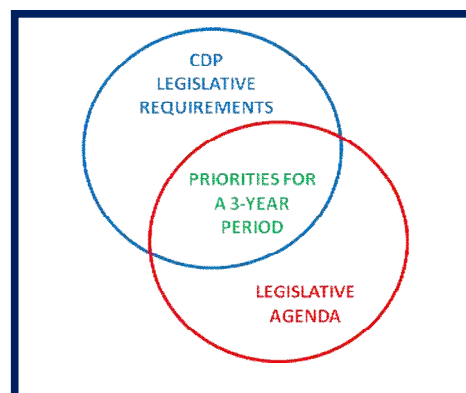 CDP
LEGISLATIVE
REQUIREMENTS
PRIORITIES FOR
A 3-YEAR
PERIOD
LEGISLATIVE
AGENDA